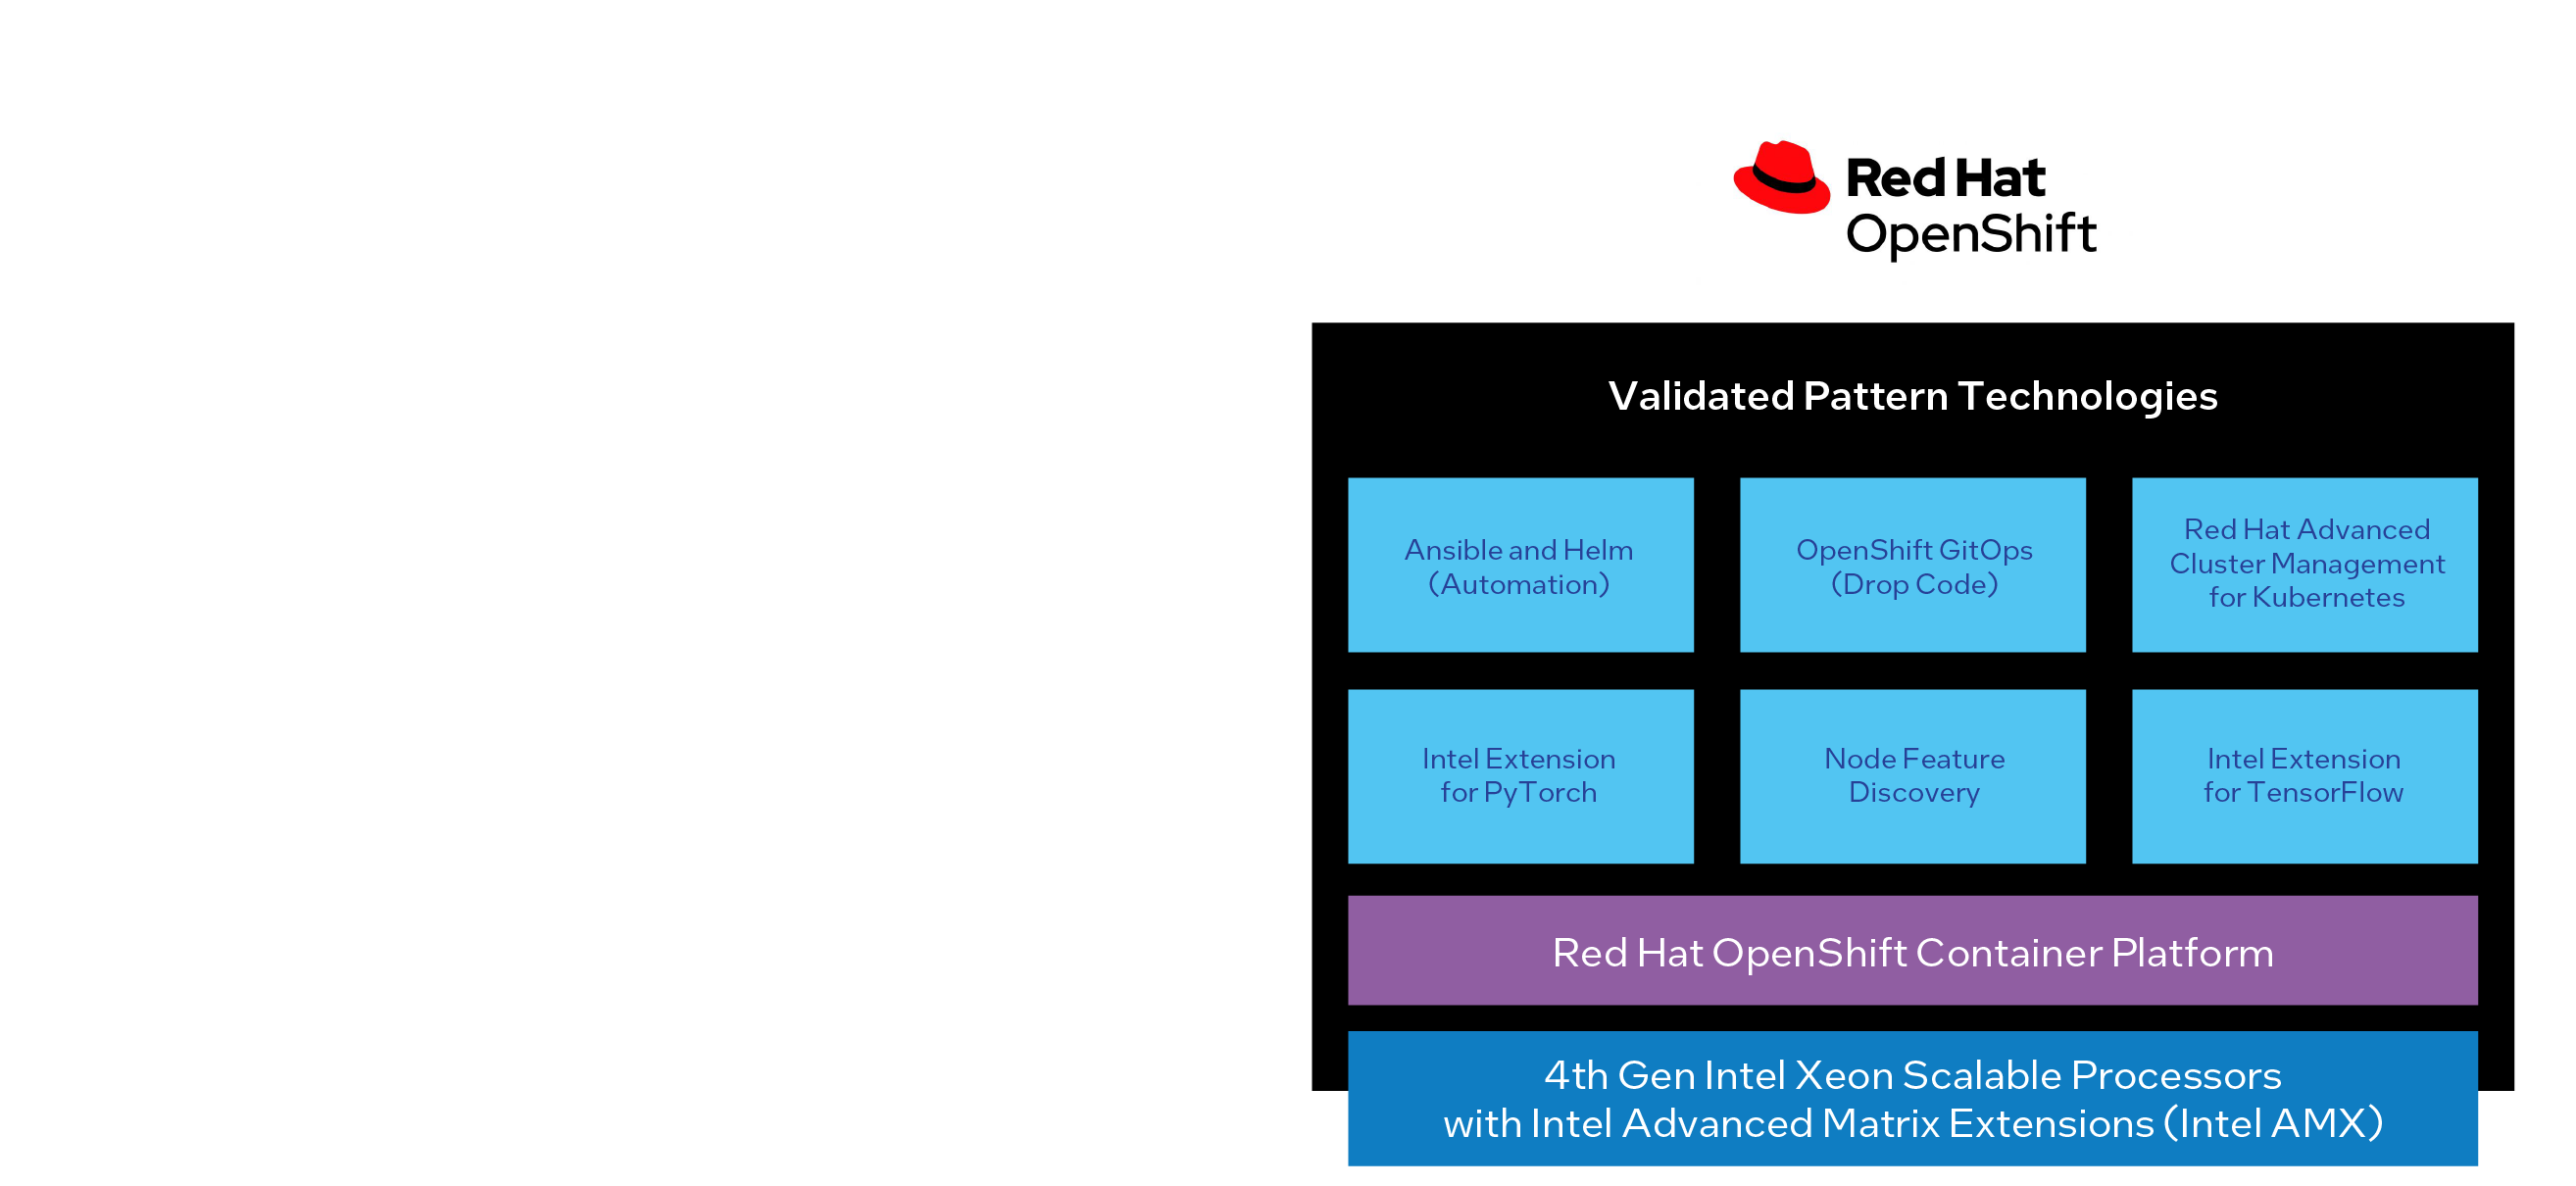 Red Hat
OpenShift
Validated Pattern Technologies
Ansible and Helm
(Automation)
OpenShift GitOps
(Drop Code)
Red Hat Advanced
Cluster Management
for Kubernetes
Intel Extension
for PyTorch
Node Feature
Discovery
Intel Extension
for TensorFlow
Red Hat OpenShift Container Platform
4th Gen Intel Xeon Scalable Processors
with Intel Advanced Matrix Extensions (Intel AMX)